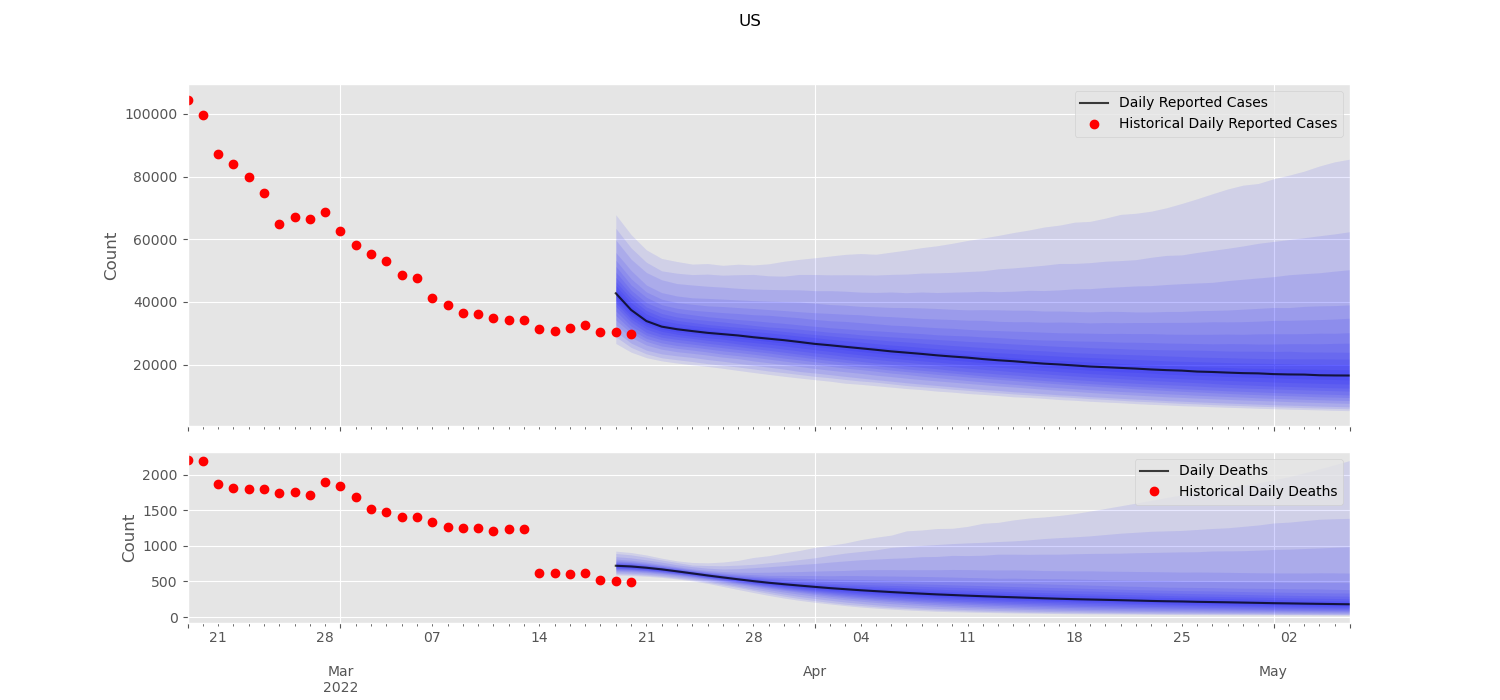 US
Count
100000
80000
60000
40000
20000
Daily Reported Cases
Historical Daily Reported Cases
Count
2000
1500
1000
500
0
Daily Deaths
Historical Daily Deaths
21 28 07 14 21 28 04 11 18 25 02
Mar Apr May
2022